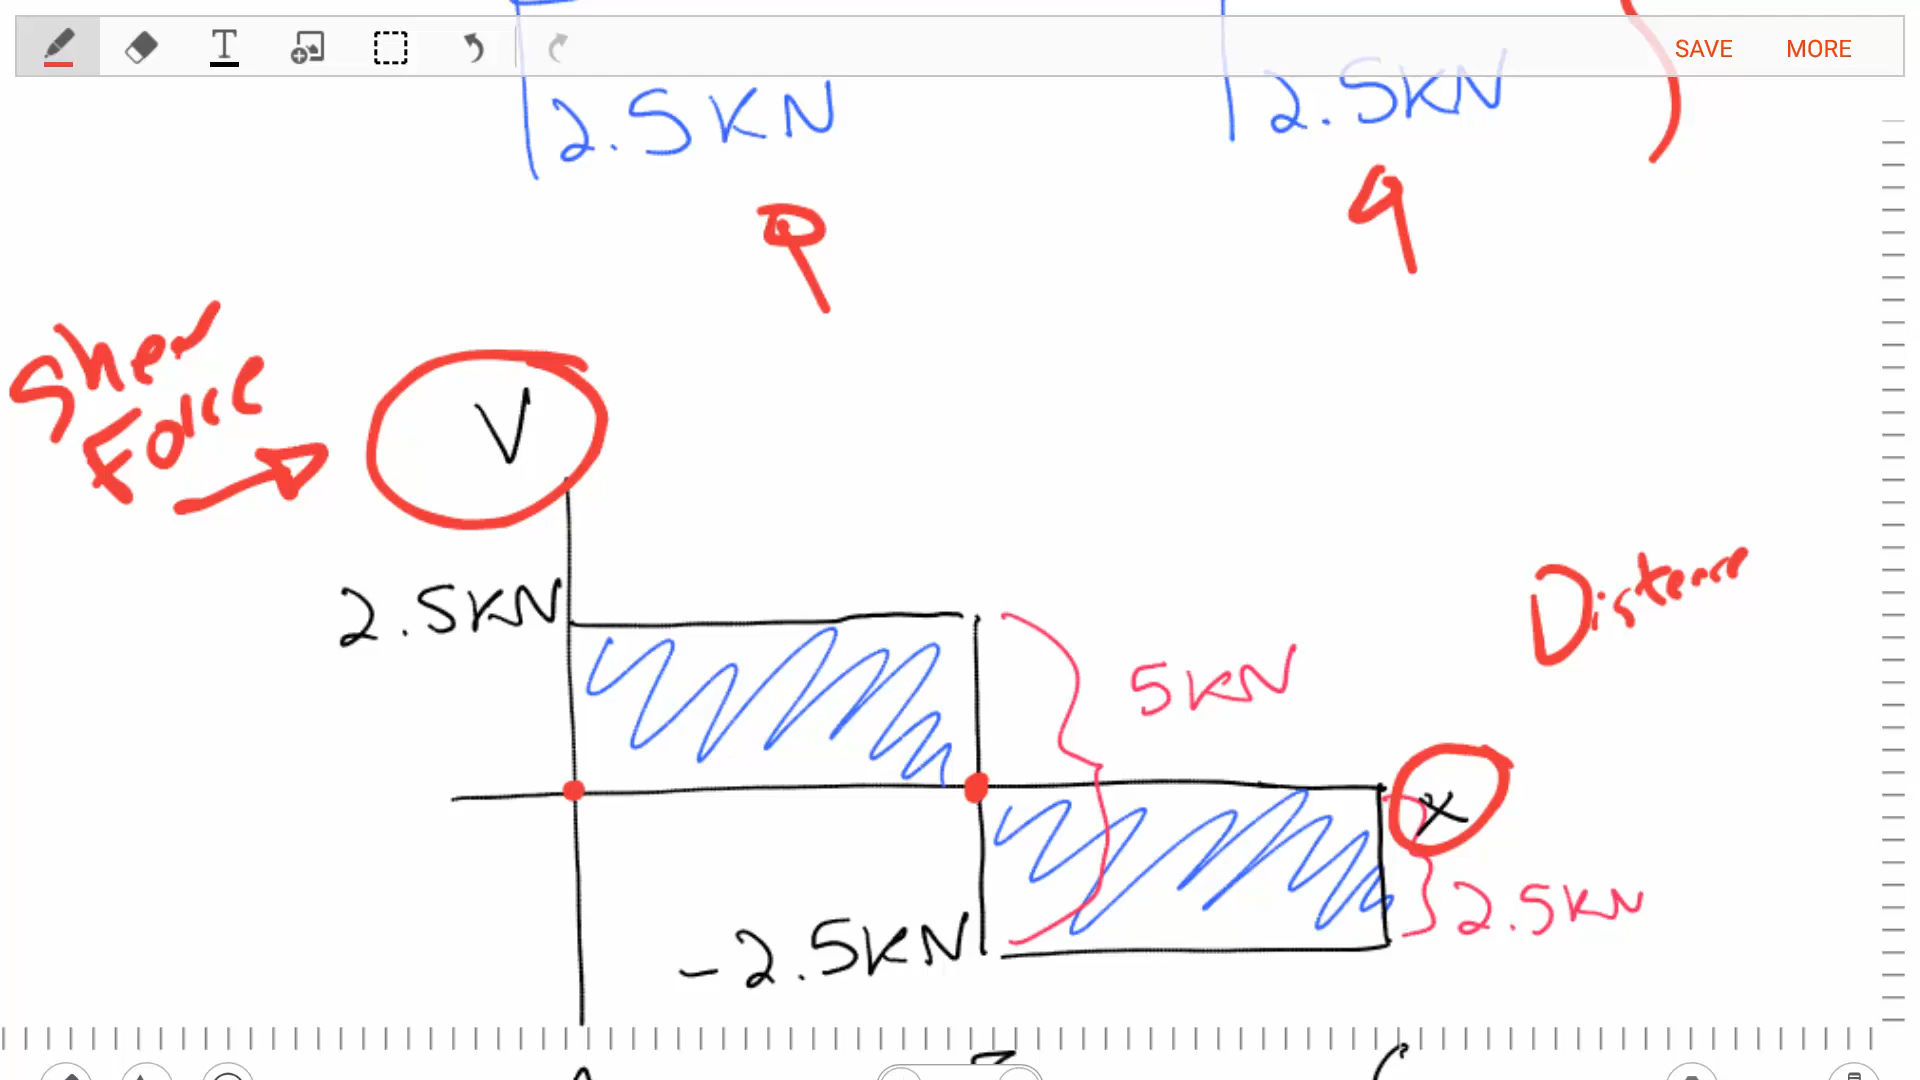 T
SAVE MORE
2.5KN 2.5KN
Shear
Force
V
2.5KN
Distance
5KN
X
2.5KN
-2.5KN